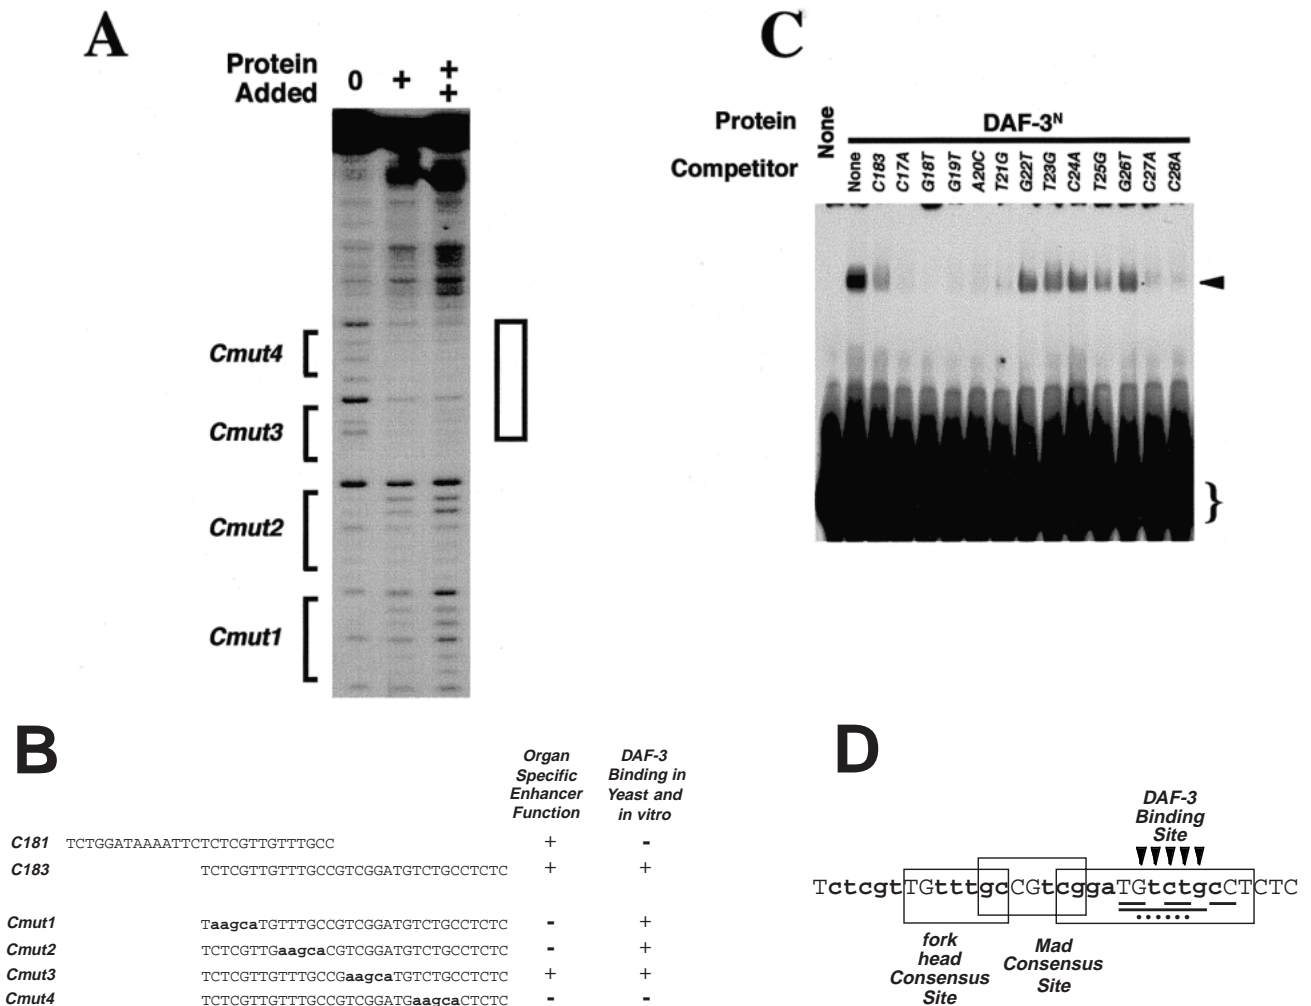 A
Protein
Added
0 + +
+
Cmut4
Cmut3
Cmut2
Cmut1
C
Protein None DAF-3ᴺ
Competitor None C183 C17A G18T G19T A20C T21G G22T T23G C24A T25G G26T C27A C28A
}
B
Organ
Specific
Enhancer
Function
DAF-3
Binding in
Yeast and
in vitro
C181 TCTGGATAAAATTCTCTCGTTGTTTGCC + -
C183 TCTCGTTGTTTGCCGTCGGATGTCTGCCTCTC + +
Cmut1 TaagcaTGTTTGCCGTCGGATGTCTGCCTCTC - +
Cmut2 TCTCGTTGaagcaCGTCGGATGTCTGCCTCTC - +
Cmut3 TCTCGTTGTTTGCCGaagcaATGTCTGCCTCTC + +
Cmut4 TCTCGTTGTTTGCCGTCGGATGaagcaCTCTC - -
D
DAF-3
Binding
Site
TctcgtTGtttgcCGtcggaTGtctgcCTCTC
fork
head
Consensus
Site
Mad
Consensus
Site